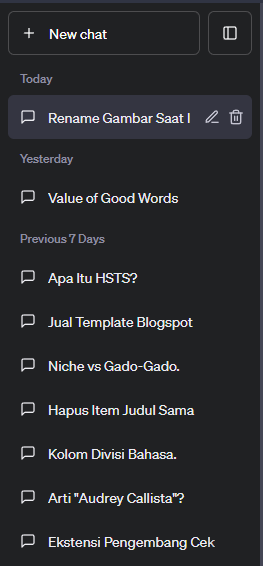 New chat
Today
Rename Gambar Saat
Yesterday
Value of Good Words
Previous 7 Days
Apa Itu HSTS?
Jual Template Blogspot
Niche vs Gado-Gado.
Hapus Item Judul Sama
Kolom Divisi Bahasa.
Arti "Audrey Callista"?
Ekstensi Pengembang Cek